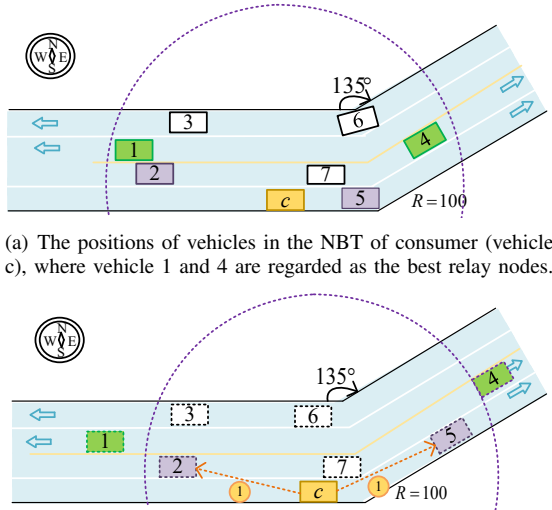 N
W E
S
135°
3
6
1
4
2
7
c
5
R = 100
(a) The positions of vehicles in the NBT of consumer (vehicle
c), where vehicle 1 and 4 are regarded as the best relay nodes.
N
W E
S
135°
4
3
6
1
5
2
7
c
1
1
R = 100